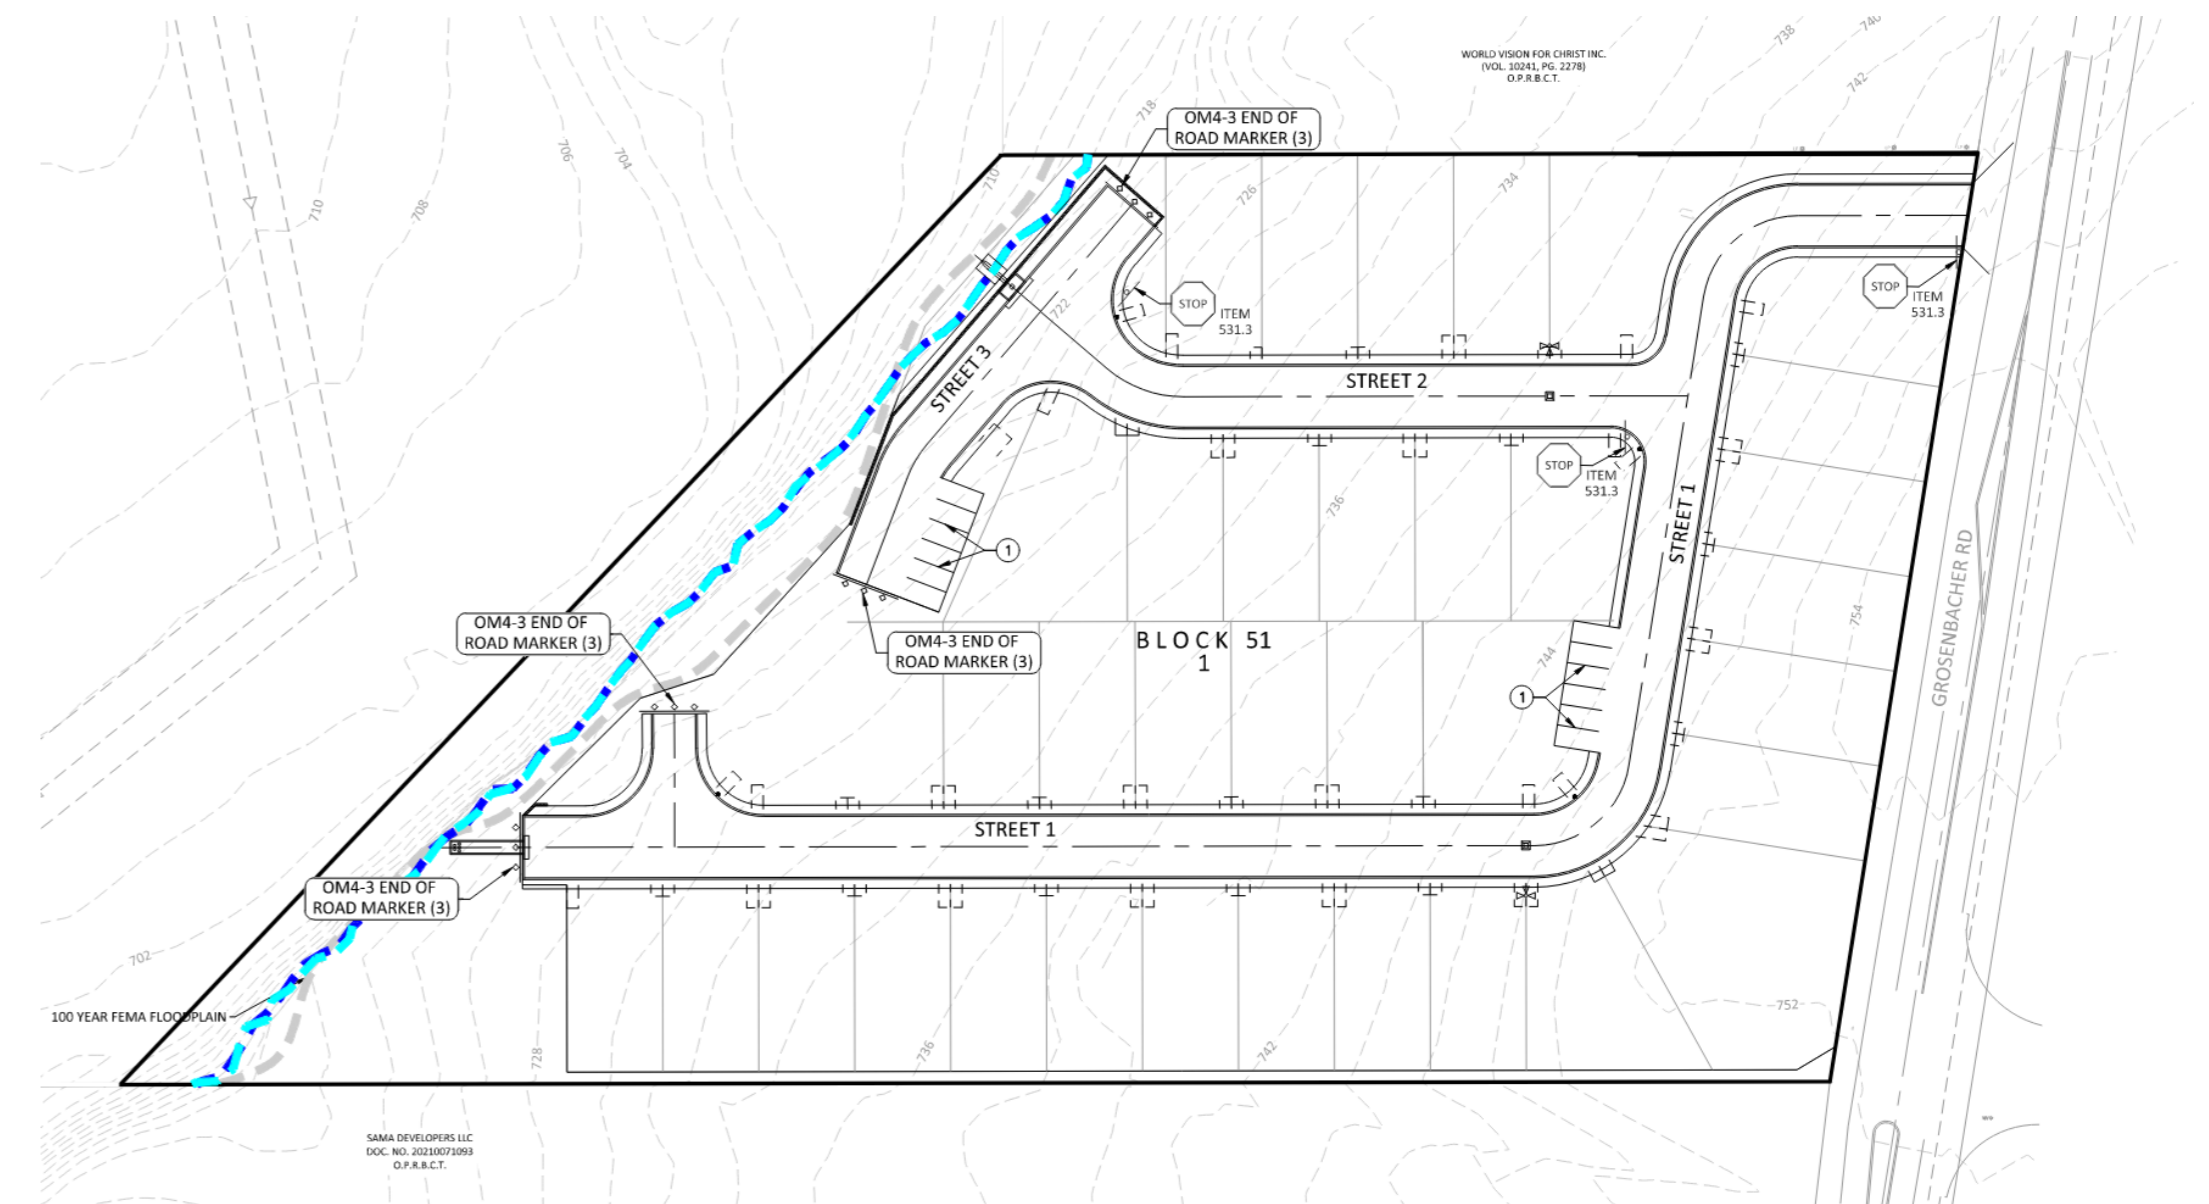 738
740
742
WORLD VISION FOR CHRIST INC.
(VOL. 10241, PG. 2278)
O.P.R.B.C.T.
718
OM4-3 END OF
ROAD MARKER (3)
706
704
710
710
708
726
734
STOP
ITEM
531.3
STOP
ITEM
531.3
722
STREET 3
STREET 2
STOP
ITEM
531.3
736
STREET 1
1
GROSENBACHER RD
754
OM4-3 END OF
ROAD MARKER (3)
OM4-3 END OF
ROAD MARKER (3)
BLOCK 51
1
744
1
STREET 1
OM4-3 END OF
ROAD MARKER (3)
702
100 YEAR FEMA FLOODPLAIN
752
728
736
742
SAMA DEVELOPERS LLC
DOC. NO. 20210071093
O.P.R.B.C.T.